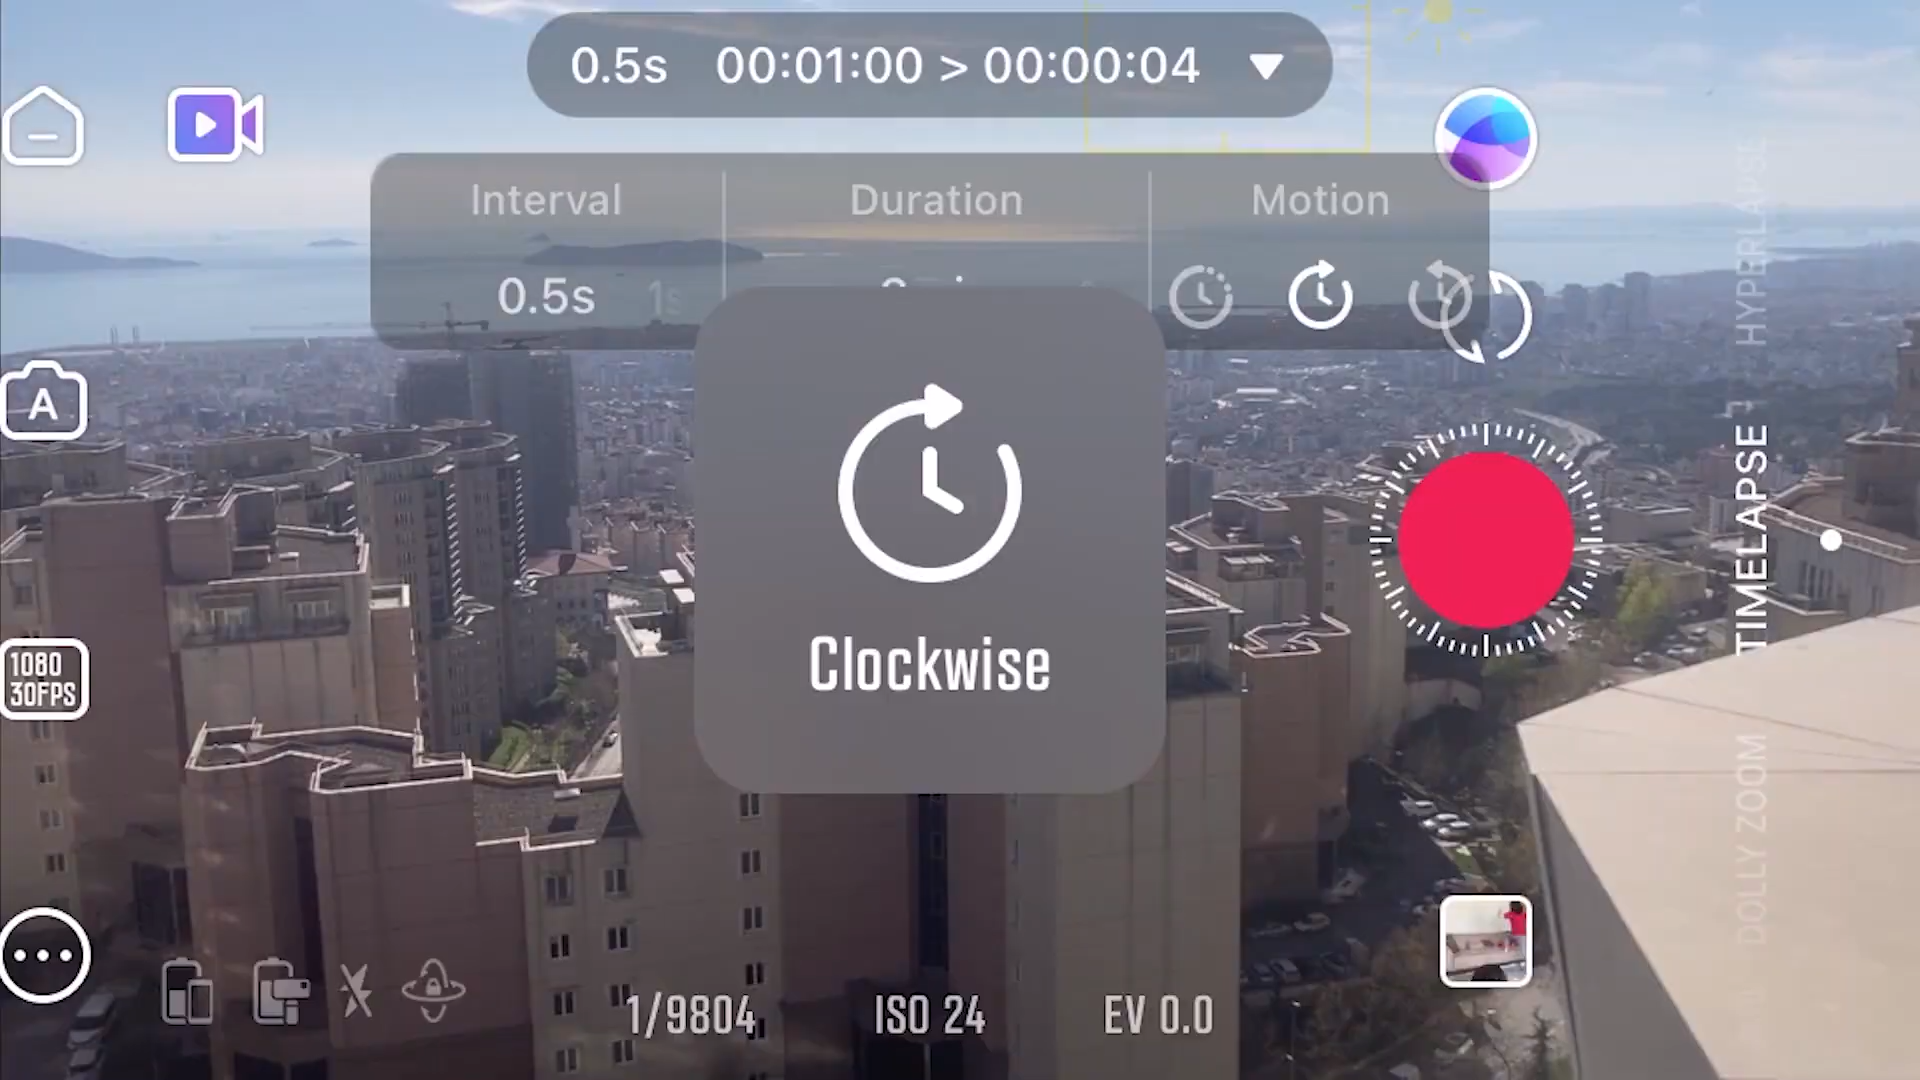 0.5s 00:01:00 > 00:00:04
Interval Duration Motion
0.5s 1s
A
1080
30FPS
Clockwise
HYPERLAPSE
TIMELAPSE
DOLLY ZOOM
1/9804 ISO 24 EV 0.0